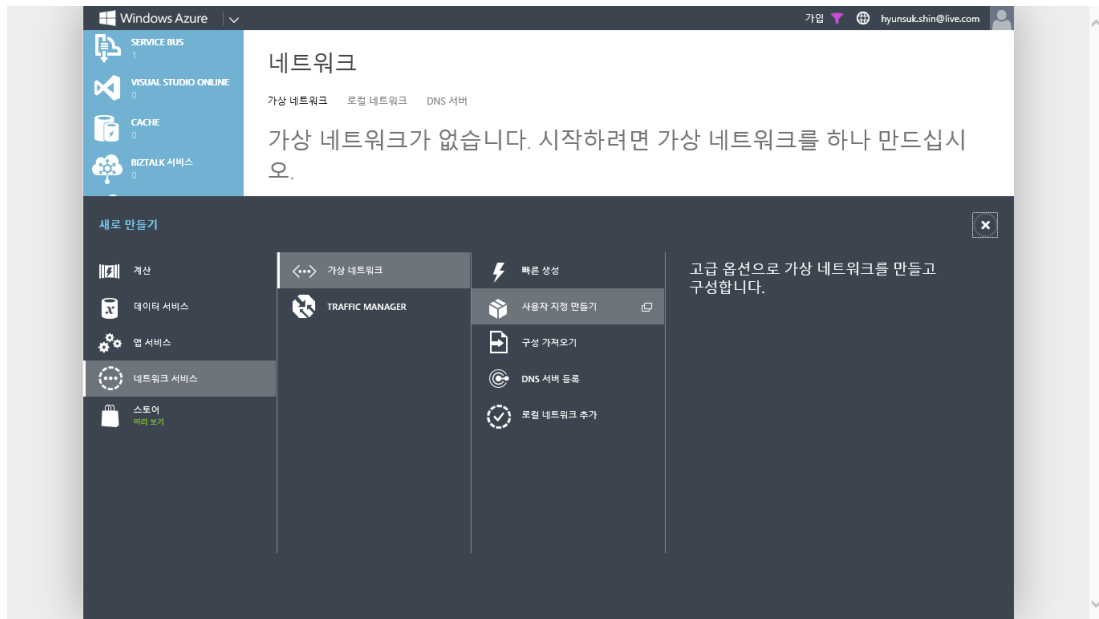 Windows Azure
가입
hyunsuk.shin@live.com
SERVICE BUS
1
VISUAL STUDIO ONLINE
0
CACHE
0
BIZTALK 서비스
0
네트워크
가상 네트워크 로컬 네트워크 DNS 서버
가상 네트워크가 없습니다. 시작하려면 가상 네트워크를 하나 만드십시
오.
새로 만들기
계산
데이터 서비스
앱 서비스
네트워크 서비스
스토어
미리 보기
가상 네트워크
TRAFFIC MANAGER
빠른 생성
사용자 지정 만들기
구성 가져오기
DNS 서버 등록
로컬 네트워크 추가
고급 옵션으로 가상 네트워크를 만들고
구성합니다.